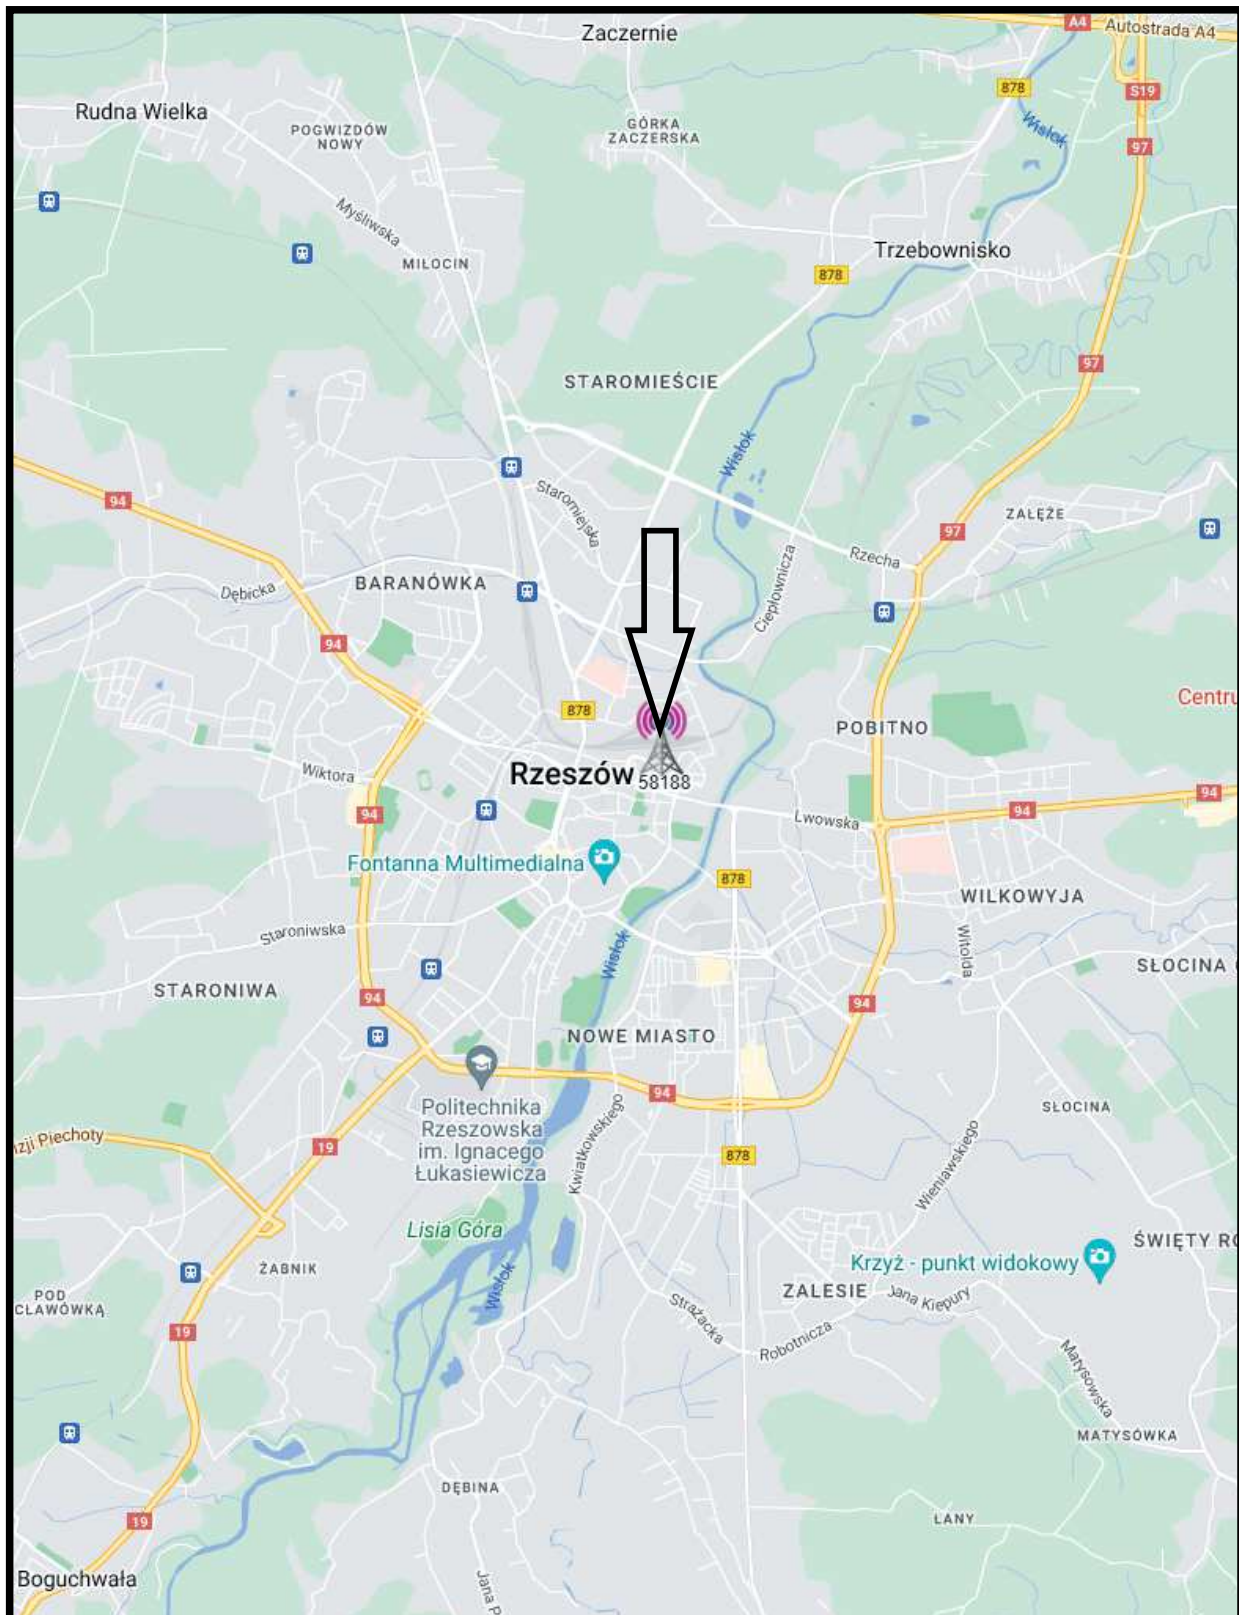 Zaczernie
A4
Autostrada A4
Rudna Wielka
878
S19
POGWIZDÓW
NOWY
GÓRKA
ZACZERSKA
Wisłok
97
Myśliwska
MIŁOCIN
Trzebownisko
878
97
STAROMIEŚCIE
Wisłok
94
Staromiejska
ZAŁĘŻE
97
Rzecha
BARANÓWKA
Dębicka
Ciepłownicza
94
Centru
878
POBITNO
Rzeszów
58188
Wiktora
94
94
94
Lwowska
Fontanna Multimedialna
878
WILKOWYJA
Staroniwska
Wisłok
Witolda
SŁOCINA
STARONIWA
94
94
NOWE MIASTO
94
Politechnika
Rzeszowska
im. Ignacego
Łukasiewicza
Kwiatkowskiego
SŁOCINA
zji Piechoty
19
878
Wieniawskiego
Lisia Góra
ŚWIĘTY RO
Krzyż - punkt widokowy
ŻABNIK
Wisłok
ZALESIE
Jana Kiepury
POD
CŁAWÓWKĄ
Strażacka
19
Robotnicza
Matysowska
MATYSÓWKA
DĘBINA
19
ŁANY
Boguchwała
Jana P